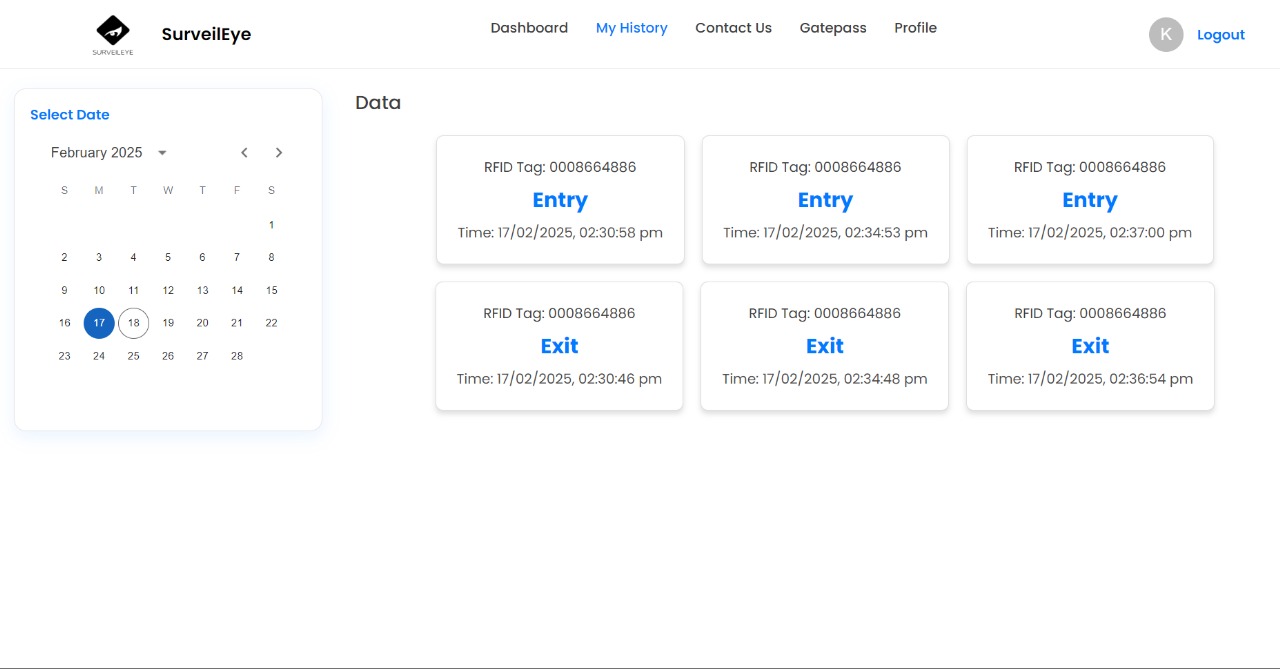 SURVEILEYE
SurveilEye
Dashboard My History Contact Us Gatepass Profile
K Logout
Select Date
February 2025
S M T W T F S
1
2 3 4 5 6 7 8
9 10 11 12 13 14 15
16 17 18 19 20 21 22
23 24 25 26 27 28
Data
RFID Tag: 0008664886
Entry
Time: 17/02/2025, 02:30:58 pm
RFID Tag: 0008664886
Entry
Time: 17/02/2025, 02:34:53 pm
RFID Tag: 0008664886
Entry
Time: 17/02/2025, 02:37:00 pm
RFID Tag: 0008664886
Exit
Time: 17/02/2025, 02:30:46 pm
RFID Tag: 0008664886
Exit
Time: 17/02/2025, 02:34:48 pm
RFID Tag: 0008664886
Exit
Time: 17/02/2025, 02:36:54 pm